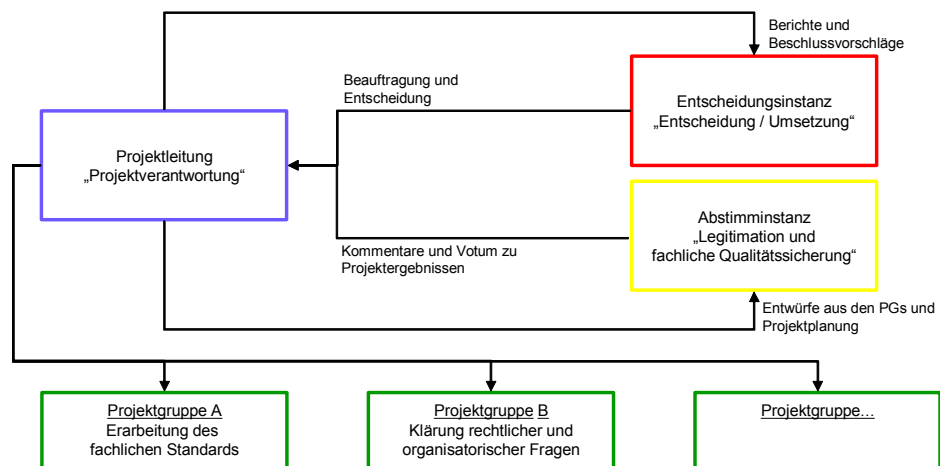 Berichte und
Beschlussvorschläge
Beauftragung und
Entscheidung
Entscheidungsinstanz
„Entscheidung / Umsetzung“
Projektleitung
„Projektverantwortung“
Abstimminstanz
„Legitimation und
fachliche Qualitätssicherung“
Kommentare und Votum zu
Projektergebnissen
Entwürfe aus den PGs und
Projektplanung
Projektgruppe A
Erarbeitung des
fachlichen Standards
Projektgruppe B
Klärung rechtlicher und
organisatorischer Fragen
Projektgruppe…